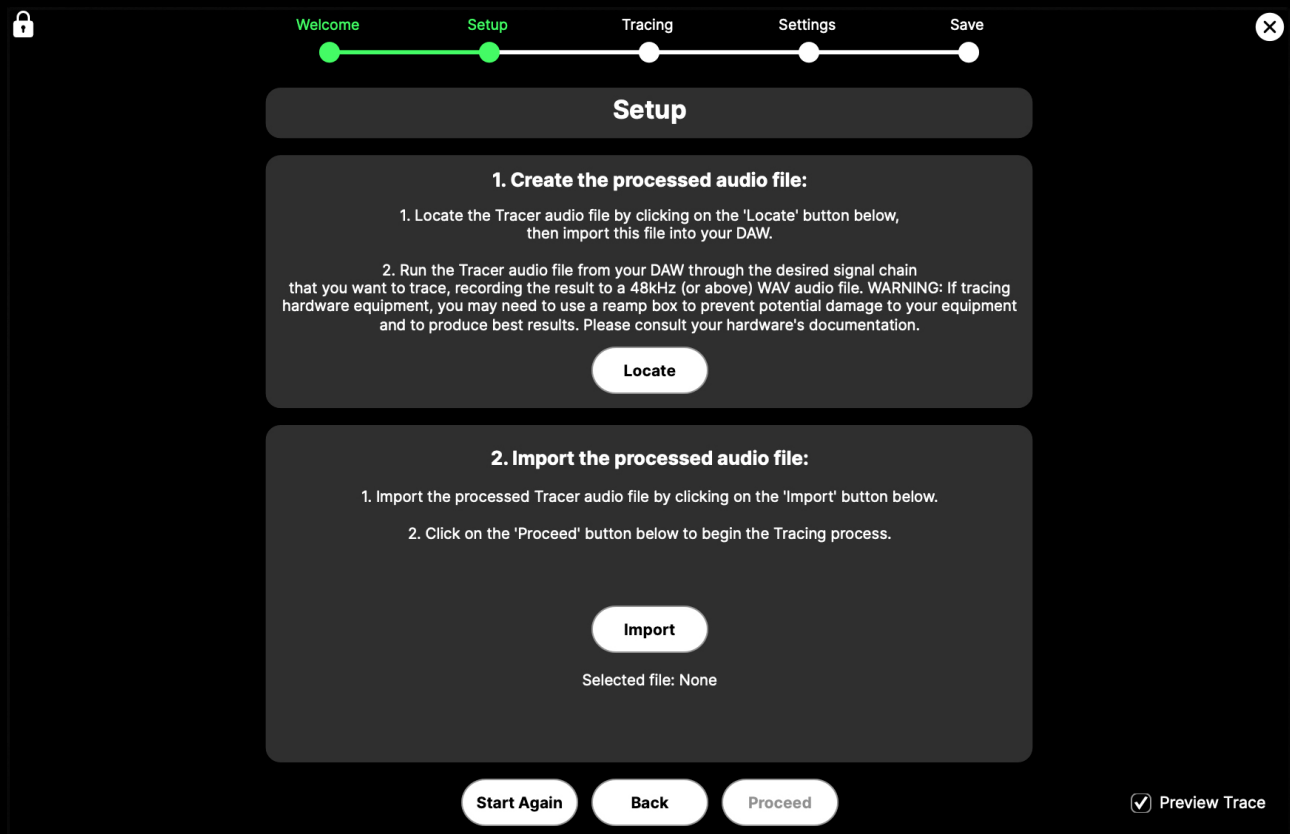 Welcome
Setup
Tracing
Settings
Save
Setup
1. Create the processed audio file:
1. Locate the Tracer audio file by clicking on the 'Locate' button below,
then import this file into your DAW.
2. Run the Tracer audio file from your DAW through the desired signal chain
that you want to trace, recording the result to a 48kHz (or above) WAV audio file. WARNING: If tracing
hardware equipment, you may need to use a reamp box to prevent potential damage to your equipment
and to produce best results. Please consult your hardware's documentation.
Locate
2. Import the processed audio file:
1. Import the processed Tracer audio file by clicking on the 'Import' button below.
2. Click on the 'Proceed' button below to begin the Tracing process.
Import
Selected file: None
Start Again
Back
Proceed
Preview Trace